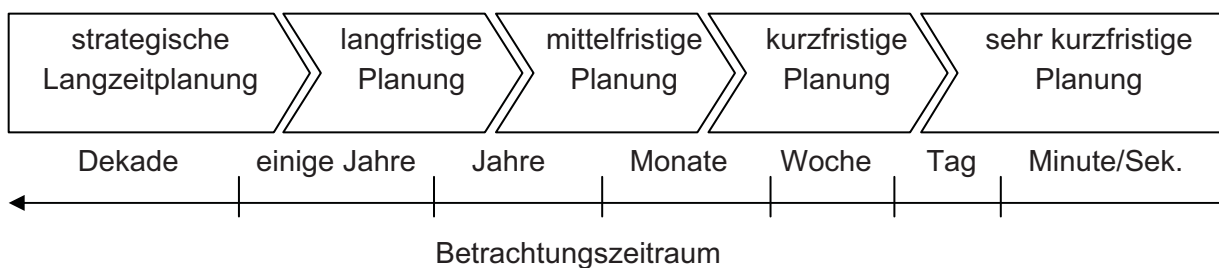 strategische
Langzeitplanung
langfristige
Planung
mittelfristige
Planung
kurzfristige
Planung
sehr kurzfristige
Planung
Dekade einige Jahre Jahre Monate Woche Tag Minute/Sek.
Betrachtungszeitraum